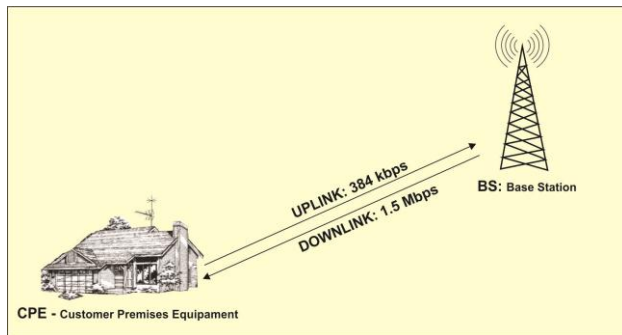 UPLINK: 384 kbps
DOWNLINK: 1.5 Mbps
BS: Base Station
CPE - Customer Premises Equipament